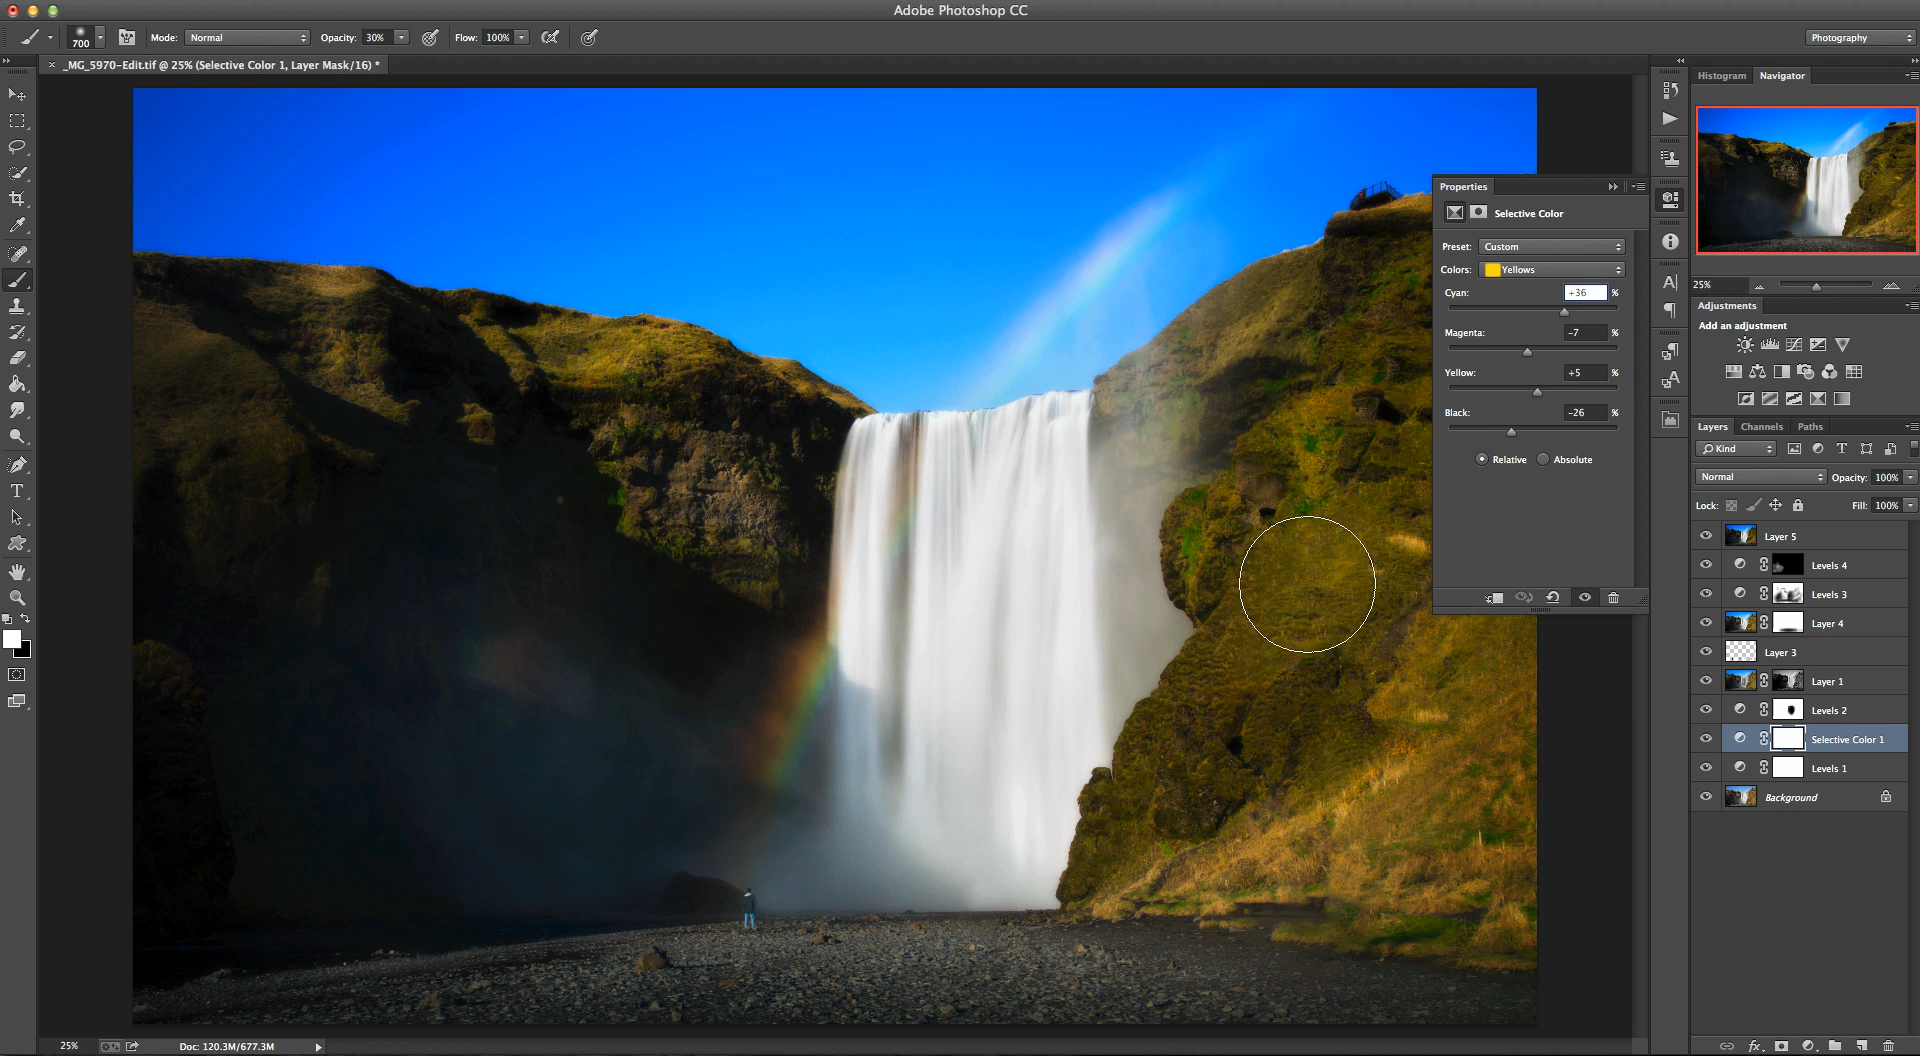 Adobe Photoshop CC
700
Mode: Normal
Opacity: 30%
Flow: 100%
Photography
_MG_5970-Edit.tif @ 25% (Selective Color 1, Layer Mask/16) *
Histogram Navigator
25%
Adjustments
Add an adjustment
Properties
Selective Color
Preset: Custom
Colors: Yellows
Cyan: +36 %
Magenta: -7 %
Yellow: +5 %
Black: -26 %
Relative Absolute
Layers Channels Paths
Kind
Normal Opacity: 100%
Lock: Fill: 100%
Layer 5
Levels 4
Levels 3
Layer 4
Layer 3
Layer 1
Levels 2
Selective Color 1
Levels 1
Background
25% Doc: 120.3M/677.3M